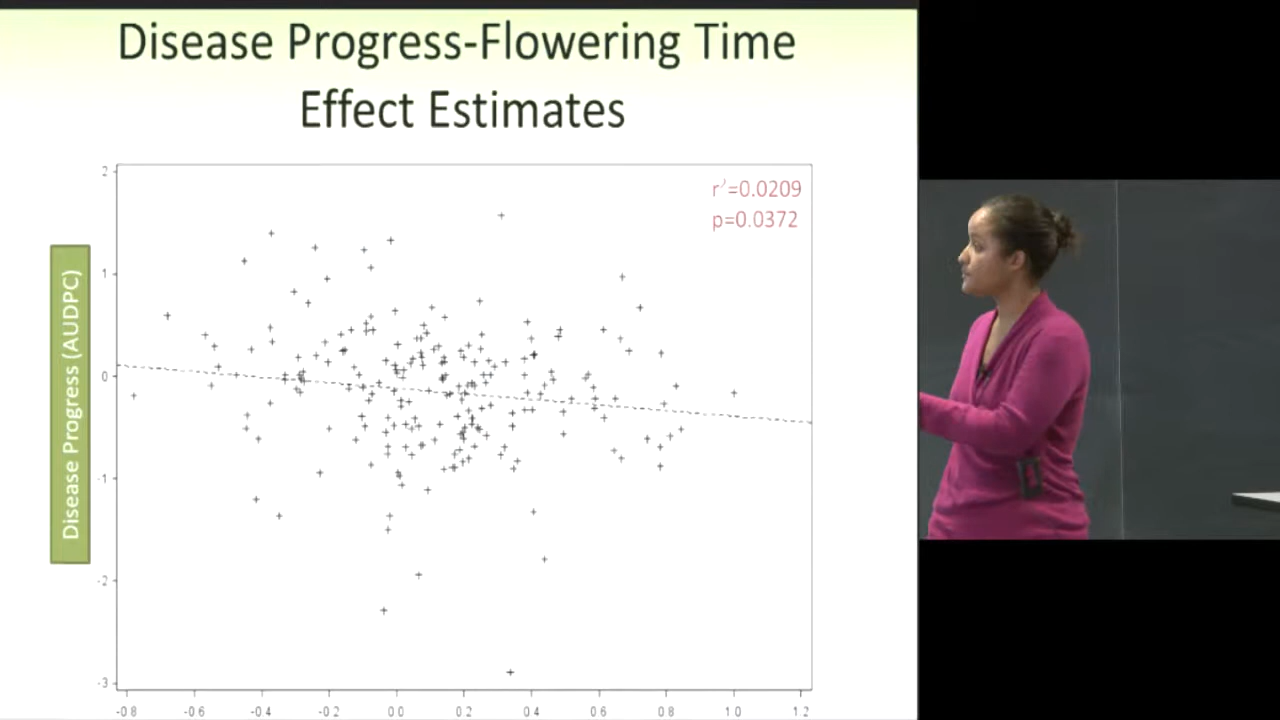 Disease Progress-Flowering Time
Effect Estimates
r²=0.0209
p=0.0372
Disease Progress (AUDPC)
2
1
0
-1
-2
-3
-0.8 -0.6 -0.4 -0.2 0.0 0.2 0.4 0.6 0.8 1.0 1.2